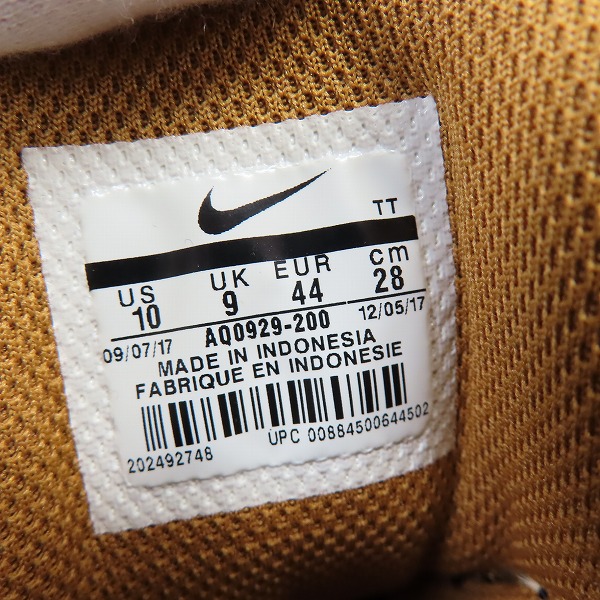 TT
US UK EUR cm
10 9 44 28
09/07/17 AQ0929-200 12/05/17
MADE IN INDONESIA
FABRIQUE EN INDONESIE
202492748 UPC 00884500644502